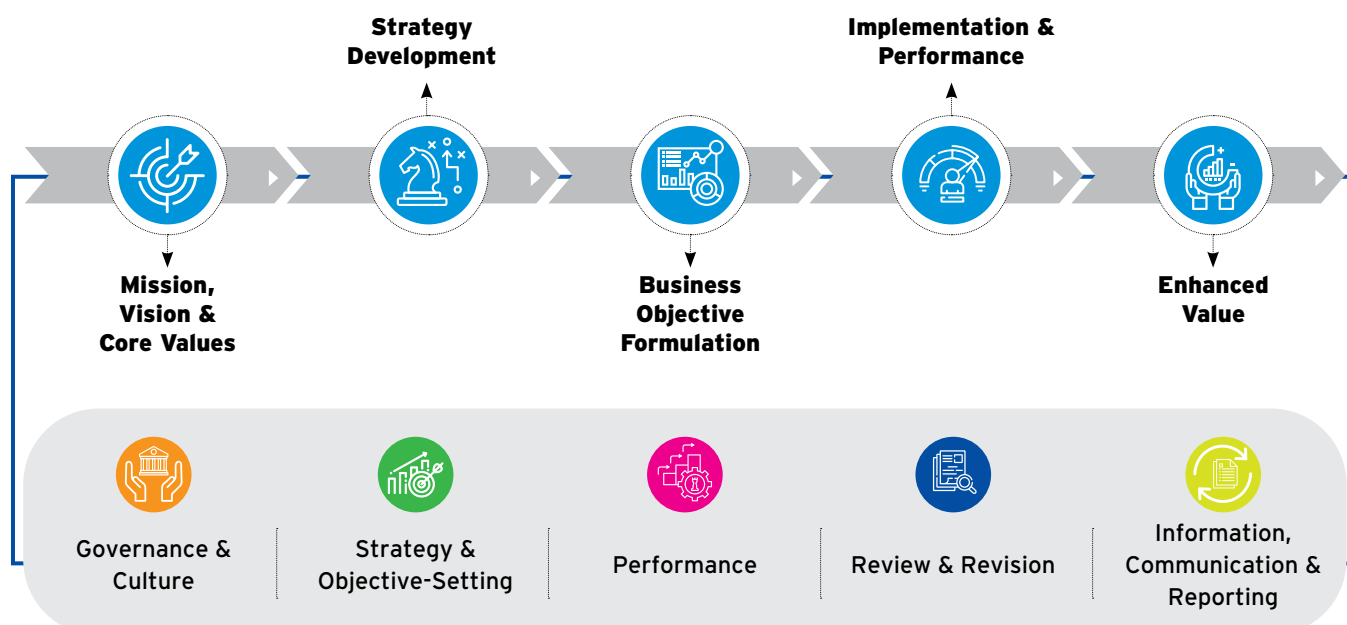 Strategy
Development
Implementation &
Performance
Mission,
Vision &
Core Values
Business
Objective
Formulation
Enhanced
Value
Governance &
Culture
Strategy &
Objective-Setting
Performance
Review & Revision
Information,
Communication &
Reporting